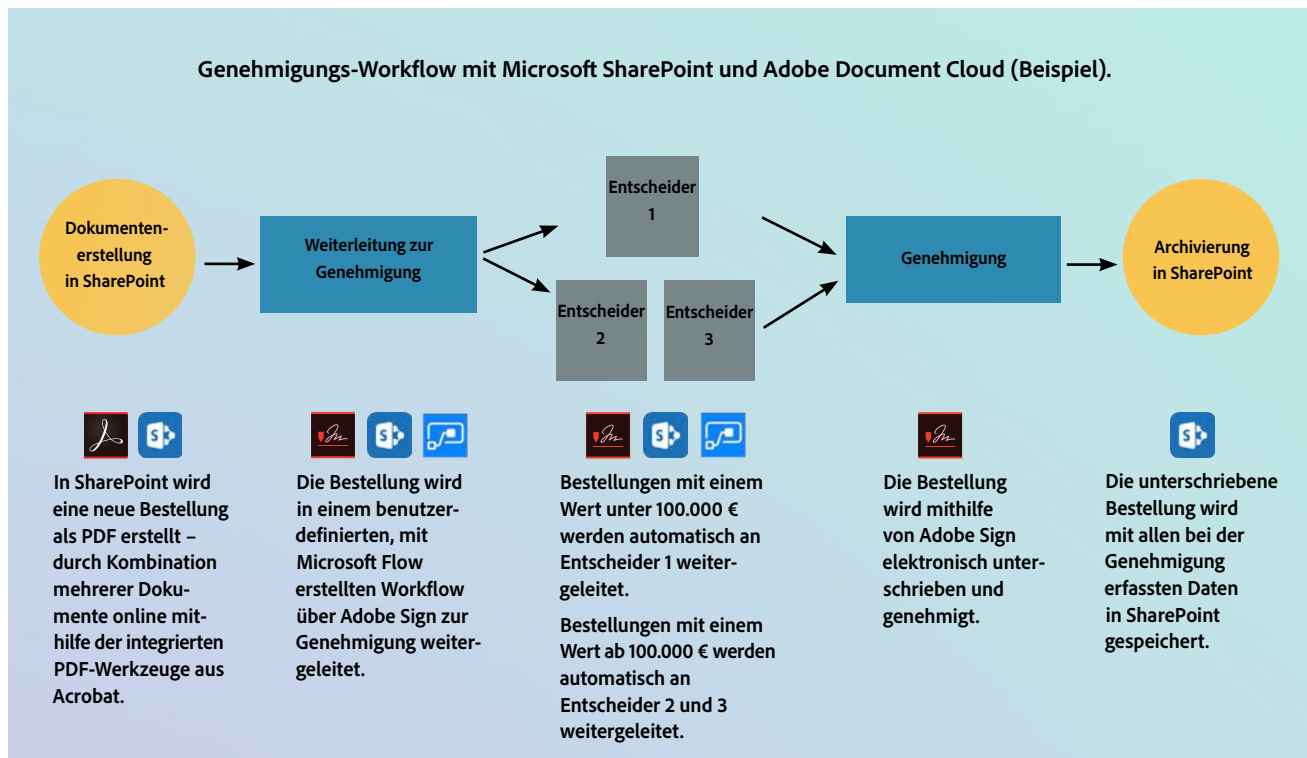 Genehmigungs-Workflow mit Microsoft SharePoint und Adobe Document Cloud (Beispiel).
Dokumenten-
erstellung
in SharePoint
Weiterleitung zur
Genehmigung
Entscheider
1
Entscheider
2
Entscheider
3
Genehmigung
Archivierung
in SharePoint
In SharePoint wird
eine neue Bestellung
als PDF erstellt –
durch Kombination
mehrerer Doku-
mente online mit-
hilfe der integrierten
PDF-Werkzeuge aus
Acrobat.
Die Bestellung wird
in einem benutzer-
definierten, mit
Microsoft Flow
erstellten Workflow
über Adobe Sign zur
Genehmigung weiter-
geleitet.
Bestellungen mit einem
Wert unter 100.000 €
werden automatisch an
Entscheider 1 weiter-
geleitet.
Bestellungen mit einem
Wert ab 100.000 € werden
automatisch an
Entscheider 2 und 3
weitergeleitet.
Die Bestellung
wird mithilfe
von Adobe Sign
elektronisch unter-
schrieben und
genehmigt.
Die unterschriebene
Bestellung wird
mit allen bei der
Genehmigung
erfassten Daten
in SharePoint
gespeichert.